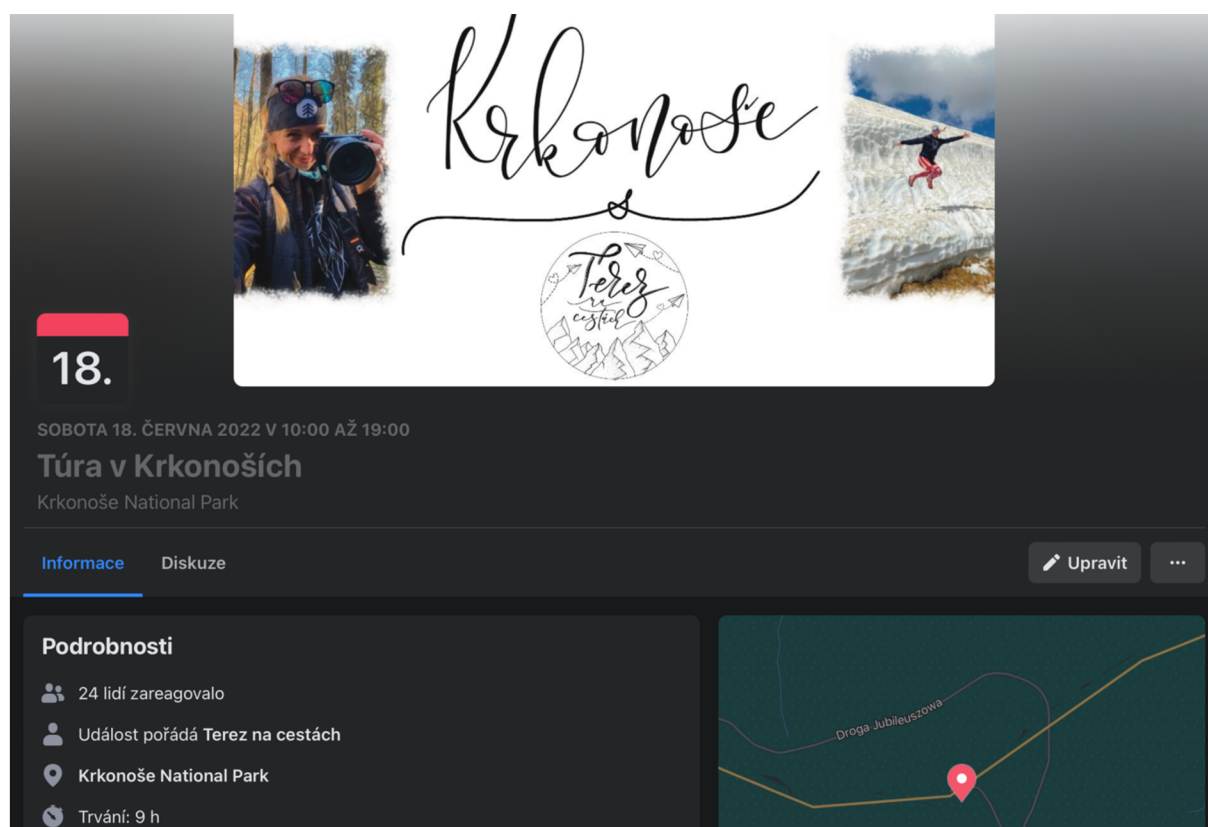 Krkonoše
s
Terez
na
cestách
18.
SOBOTA 18. ČERVNA 2022 V 10:00 AŽ 19:00
Túra v Krkonoších
Krkonoše National Park
Informace
Diskuze
Upravit
Podrobnosti
24 lidí zareagovalo
Událost pořádá Terez na cestách
Krkonoše National Park
Trvání: 9 h
Droga Jubileuszowa